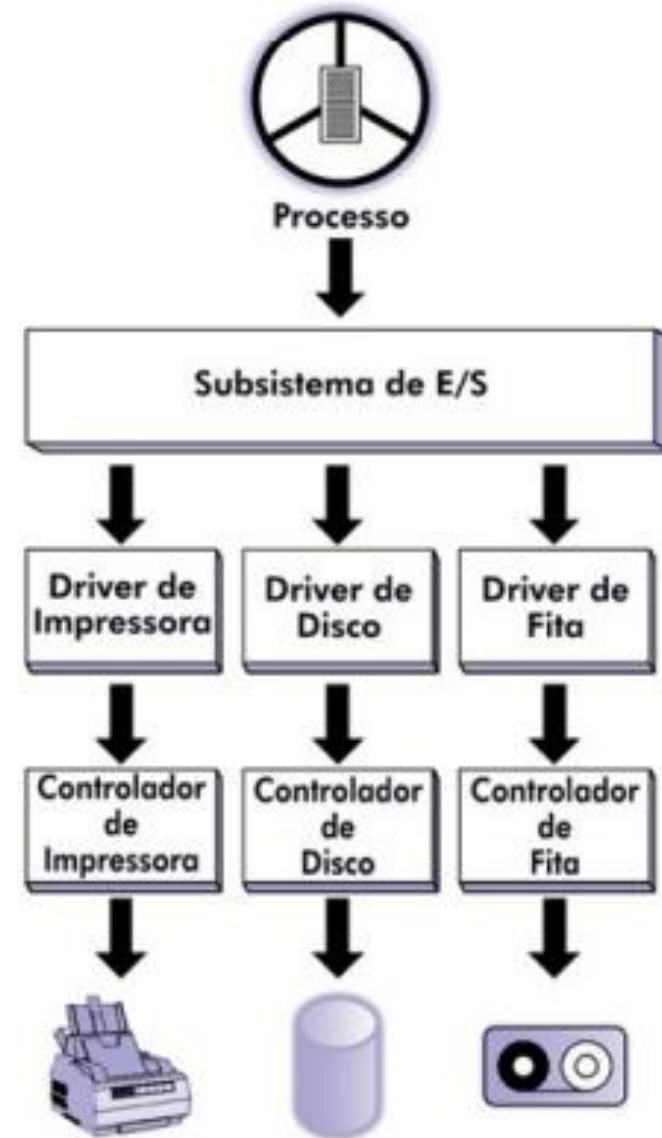 Processo
Subsistema de E/S
Driver de
Impressora
Driver de
Disco
Driver de
Fita
Controlador
de
Impressora
Controlador
de
Disco
Controlador
de
Fita